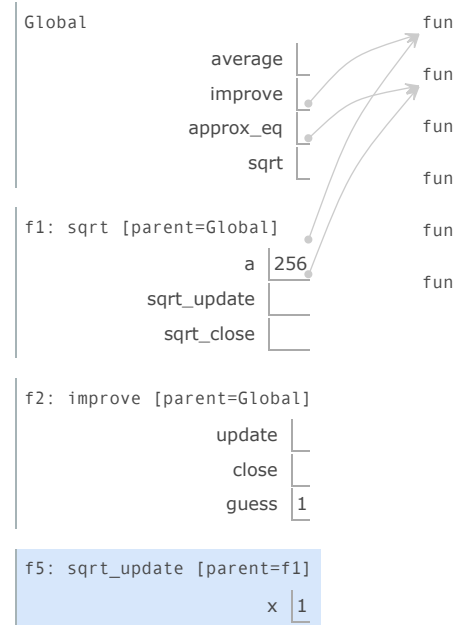 Global
fun
average
fun
improve
approx_eq
fun
sqrt
fun
f1: sqrt [parent=Global]
fun
a 256
fun
sqrt_update
sqrt_close
f2: improve [parent=Global]
update
close
guess 1
f5: sqrt_update [parent=f1]
x 1